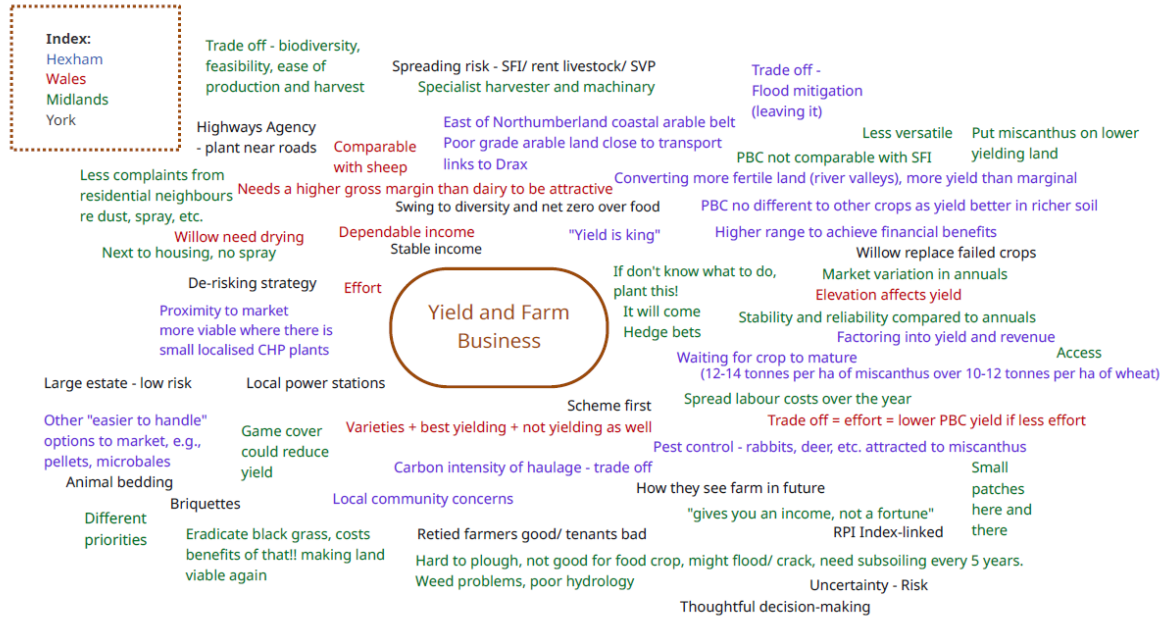 Index:
Hexham
Wales
Midlands
York
Trade off - biodiversity,
feasibility, ease of
production and harvest
Spreading risk - SFI/ rent livestock/ SVP
Specialist harvester and machinary
Trade off -
Flood mitigation
(leaving it)
Highways Agency
- plant near roads
Comparable
with sheep
East of Northumberland coastal arable belt
Poor grade arable land close to transport
links to Drax
Less versatile
Put miscanthus on lower
yielding land
PBC not comparable with SFI
Less complaints from
residential neighbours
re dust, spray, etc.
Needs a higher gross margin than dairy to be attractive
Converting more fertile land (river valleys), more yield than marginal
Swing to diversity and net zero over food
PBC no different to other crops as yield better in richer soil
Willow need drying
Next to housing, no spray
Dependable income
Stable income
"Yield is king"
Higher range to achieve financial benefits
Willow replace failed crops
De-risking strategy
Effort
If don't know what to do,
plant this!
It will come
Hedge bets
Market variation in annuals
Elevation affects yield
Proximity to market
more viable where there is
small localised CHP plants
Yield and Farm
Business
Stability and reliability compared to annuals
Factoring into yield and revenue
Access
Waiting for crop to mature
(12-14 tonnes per ha of miscanthus over 10-12 tonnes per ha of wheat)
Large estate - low risk
Local power stations
Spread labour costs over the year
Scheme first
Other "easier to handle"
options to market, e.g.,
pellets, microbales
Game cover
could reduce
yield
Varieties + best yielding + not yielding as well
Trade off = effort = lower PBC yield if less effort
Pest control - rabbits, deer, etc. attracted to miscanthus
Carbon intensity of haulage - trade off
Small
patches
here and
there
Animal bedding
Briquettes
Local community concerns
How they see farm in future
"gives you an income, not a fortune"
Different
priorities
Eradicate black grass, costs
benefits of that!! making land
viable again
Retied farmers good/ tenants bad
RPI Index-linked
Hard to plough, not good for food crop, might flood/ crack, need subsoiling every 5 years.
Weed problems, poor hydrology
Uncertainty - Risk
Thoughtful decision-making